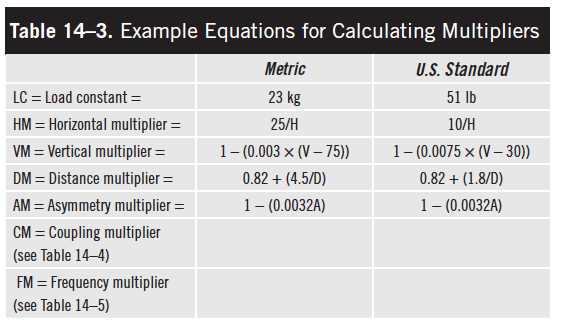 Table 14–3. Example Equations for Calculating Multipliers
Metric U.S. Standard
LC = Load constant = 23 kg 51 lb
HM = Horizontal multiplier = 25/H 10/H
VM = Vertical multiplier = 1 – (0.003 × (V – 75)) 1 – (0.0075 × (V – 30))
DM = Distance multiplier = 0.82 + (4.5/D) 0.82 + (1.8/D)
AM = Asymmetry multiplier = 1 – (0.0032A) 1 – (0.0032A)
CM = Coupling multiplier
(see Table 14–4)
FM = Frequency multiplier
(see Table 14–5)